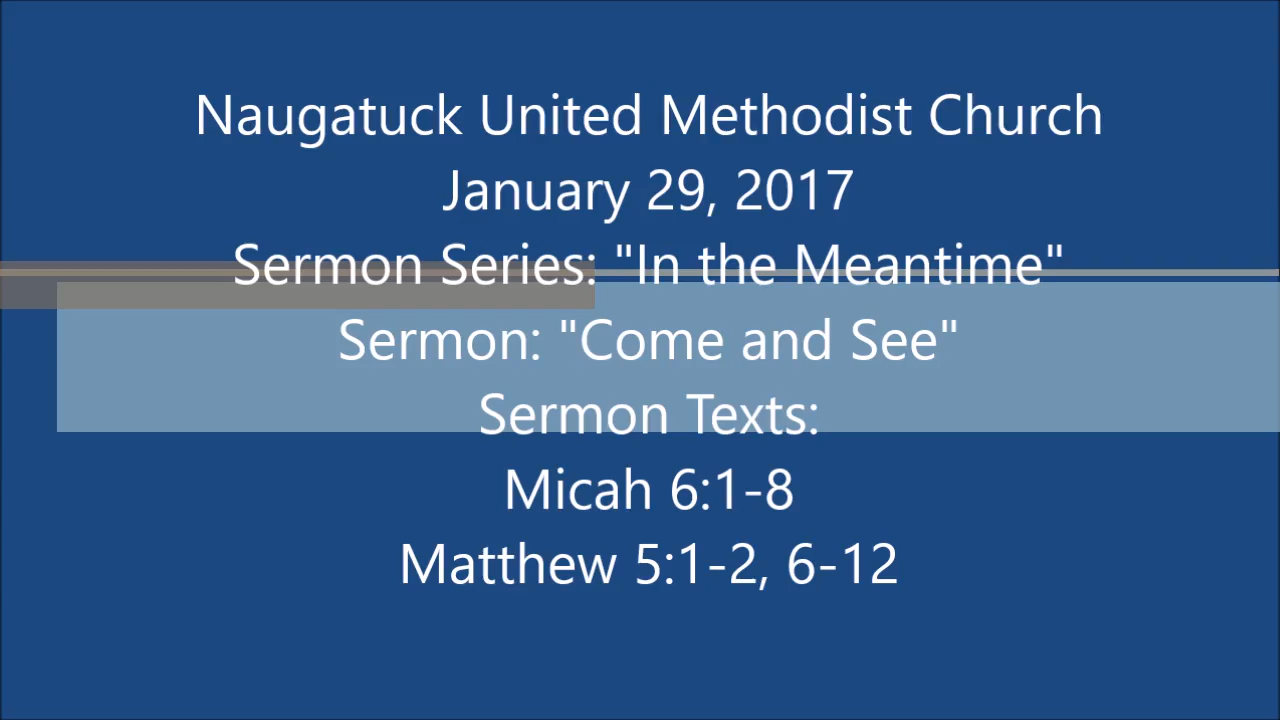 Naugatuck United Methodist Church
January 29, 2017
Sermon Series: "In the Meantime"
Sermon: "Come and See"
Sermon Texts:
Micah 6:1-8
Matthew 5:1-2, 6-12